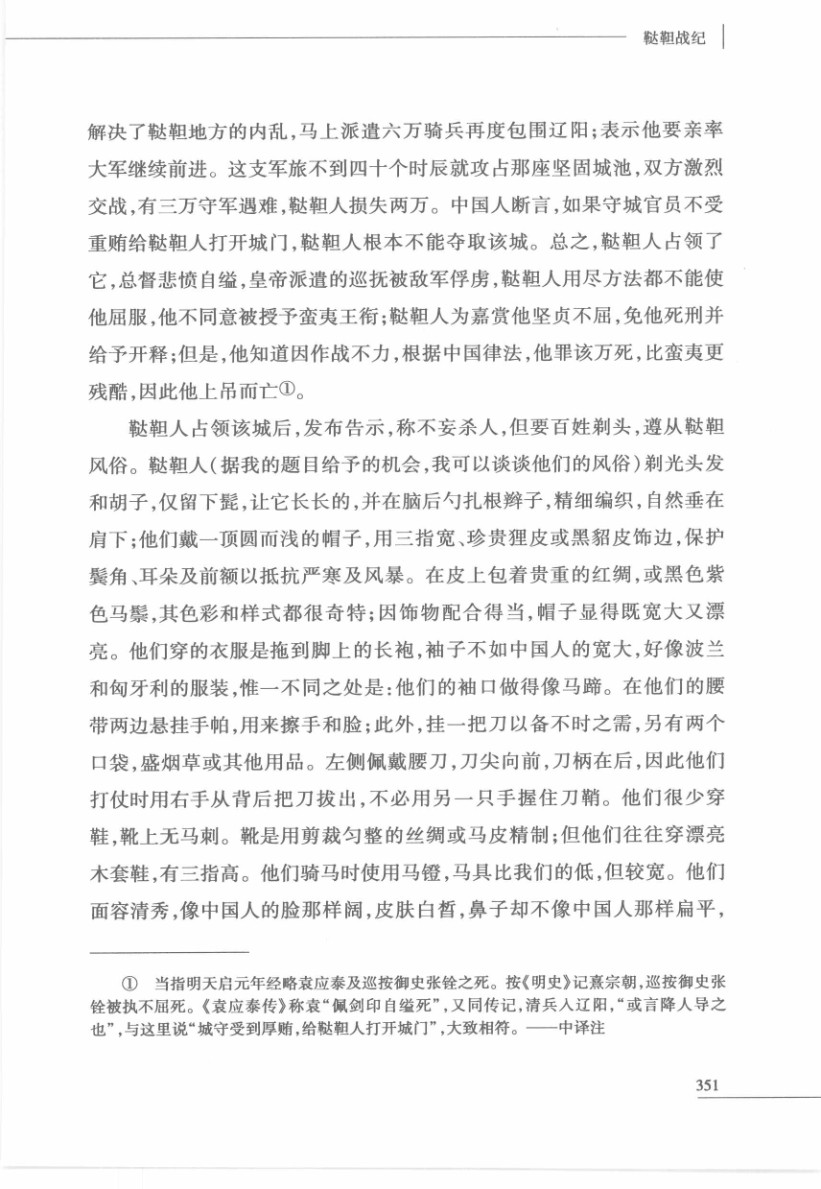 鞑靼战纪
解决了鞑靼地方的内乱,马上派遣六万骑兵再度包围辽阳;表示他要亲率
大军继续前进。这支军旅不到四十个时辰就攻占那座坚固城池,双方激烈
交战,有三万守军遇难,鞑靼人损失两万。中国人断言,如果守城官员不受
重贿给鞑靼人打开城门,鞑靼人根本不能夺取该城。总之,鞑靼人占领了
它,总督悲愤自缢,皇帝派遣的巡抚被敌军俘虏,鞑靼人用尽方法都不能使
他屈服,他不同意被授予蛮夷王衔;鞑靼人为嘉赏他坚贞不屈,免他死刑并
给予开释;但是,他知道因作战不力,根据中国律法,他罪该万死,比蛮夷更
残酷,因此他上吊而亡①。
鞑靼人占领该城后,发布告示,称不妄杀人,但要百姓剃头,遵从鞑靼
风俗。鞑靼人(据我的题目给予的机会,我可以谈谈他们的风俗)剃光头发
和胡子,仅留下髭,让它长长的,并在脑后勺扎根辫子,精细编织,自然垂在
肩下;他们戴一顶圆而浅的帽子,用三指宽、珍贵狸皮或黑貂皮饰边,保护
鬓角、耳朵及前额以抵抗严寒及风暴。在皮上包着贵重的红绸,或黑色紫
色马鬃,其色彩和样式都很奇特;因饰物配合得当,帽子显得既宽大又漂
亮。他们穿的衣服是拖到脚上的长袍,袖子不如中国人的宽大,好像波兰
和匈牙利的服装,惟一不同之处是:他们的袖口做得像马蹄。在他们的腰
带两边悬挂手帕,用来擦手和脸;此外,挂一把刀以备不时之需,另有两个
口袋,盛烟草或其他用品。左侧佩戴腰刀,刀尖向前,刀柄在后,因此他们
打仗时用右手从背后把刀拔出,不必用另一只手握住刀鞘。他们很少穿
鞋,靴上无马刺。靴是用剪裁匀整的丝绸或马皮精制;但他们往往穿漂亮
木套鞋,有三指高。他们骑马时使用马镫,马具比我们的低,但较宽。他们
面容清秀,像中国人的脸那样阔,皮肤白皙,鼻子却不像中国人那样扁平,
① 当指明天启元年经略袁应泰及巡按御史张铨之死。按《明史》记熹宗朝,巡按御史张
铨被执不屈死。《袁应泰传》称袁“佩剑印自缢死”,又同传记,清兵入辽阳,“或言降人导之
也”,与这里说“城守受到厚贿,给鞑靼人打开城门”,大致相符。——中译注
351